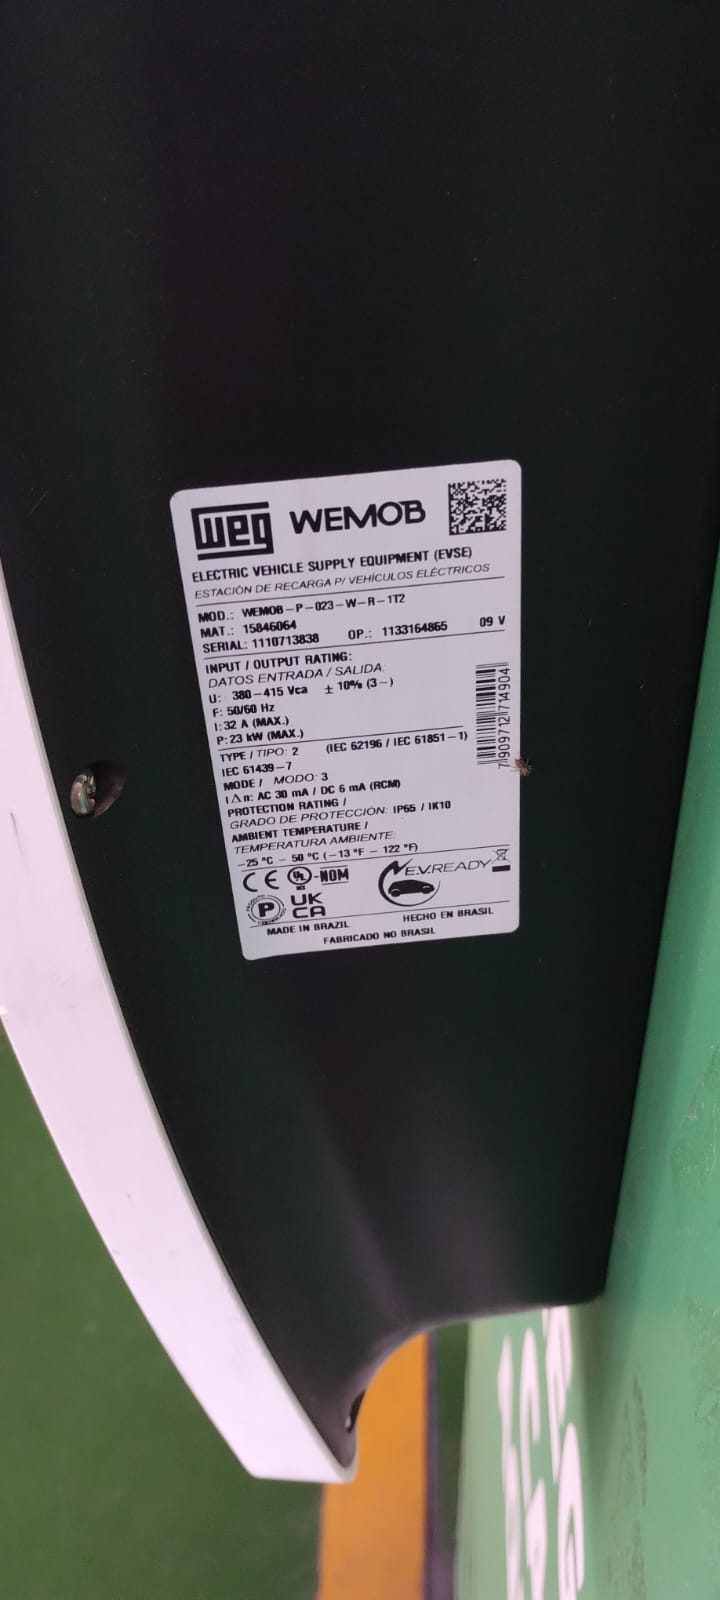 weg WEMOB
ELECTRIC VEHICLE SUPPLY EQUIPMENT (EVSE)
ESTACIÓN DE RECARGA P/ VEHÍCULOS ELÉCTRICOS
MOD.: WEMOB-P-023-W-R-1T2
MAT.: 15846064
SERIAL: 1110713838 OP.: 1133164865 09 V
INPUT / OUTPUT RATING:
DATOS ENTRADA / SALIDA:
U: 380-415 Vca ± 10% (3~)
F: 50/60 Hz
I: 32 A (MAX.)
P: 23 kW (MAX.)
7909712714904
TYPE / TIPO: 2 (IEC 62196 / IEC 61851-1)
IEC 61439-7
MODE / MODO: 3
I Δ n: AC 30 mA / DC 6 mA (RCM)
PROTECTION RATING /
GRADO DE PROTECCIÓN: IP65 / IK10
AMBIENT TEMPERATURE /
TEMPERATURA AMBIENTE:
-25 °C - 50 °C (-13 °F - 122 °F)
CE UL-NOM E.V.READY
P UK
CA
MADE IN BRAZIL HECHO EN BRASIL
FABRICADO NO BRASIL